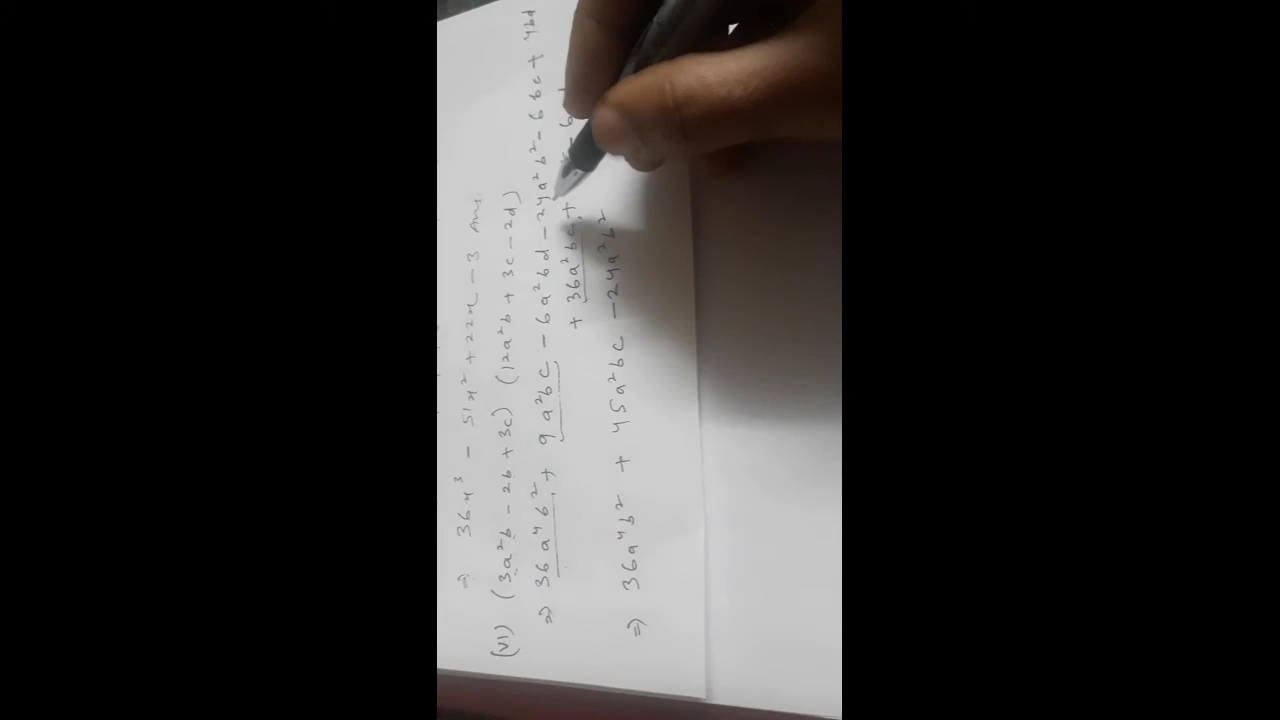 =) 36x³ - 51x² + 22x - 3 Ans.
(VI) (3a²b - 2b + 3c) (12a²b + 3c - 2d)
=) 36a⁴b² + 9a²bc - 6a²bd - 24a²b² - 6bc + 4bd
+ 36a²bc +
=) 36a⁴b² + 45a²bc - 24a²b²